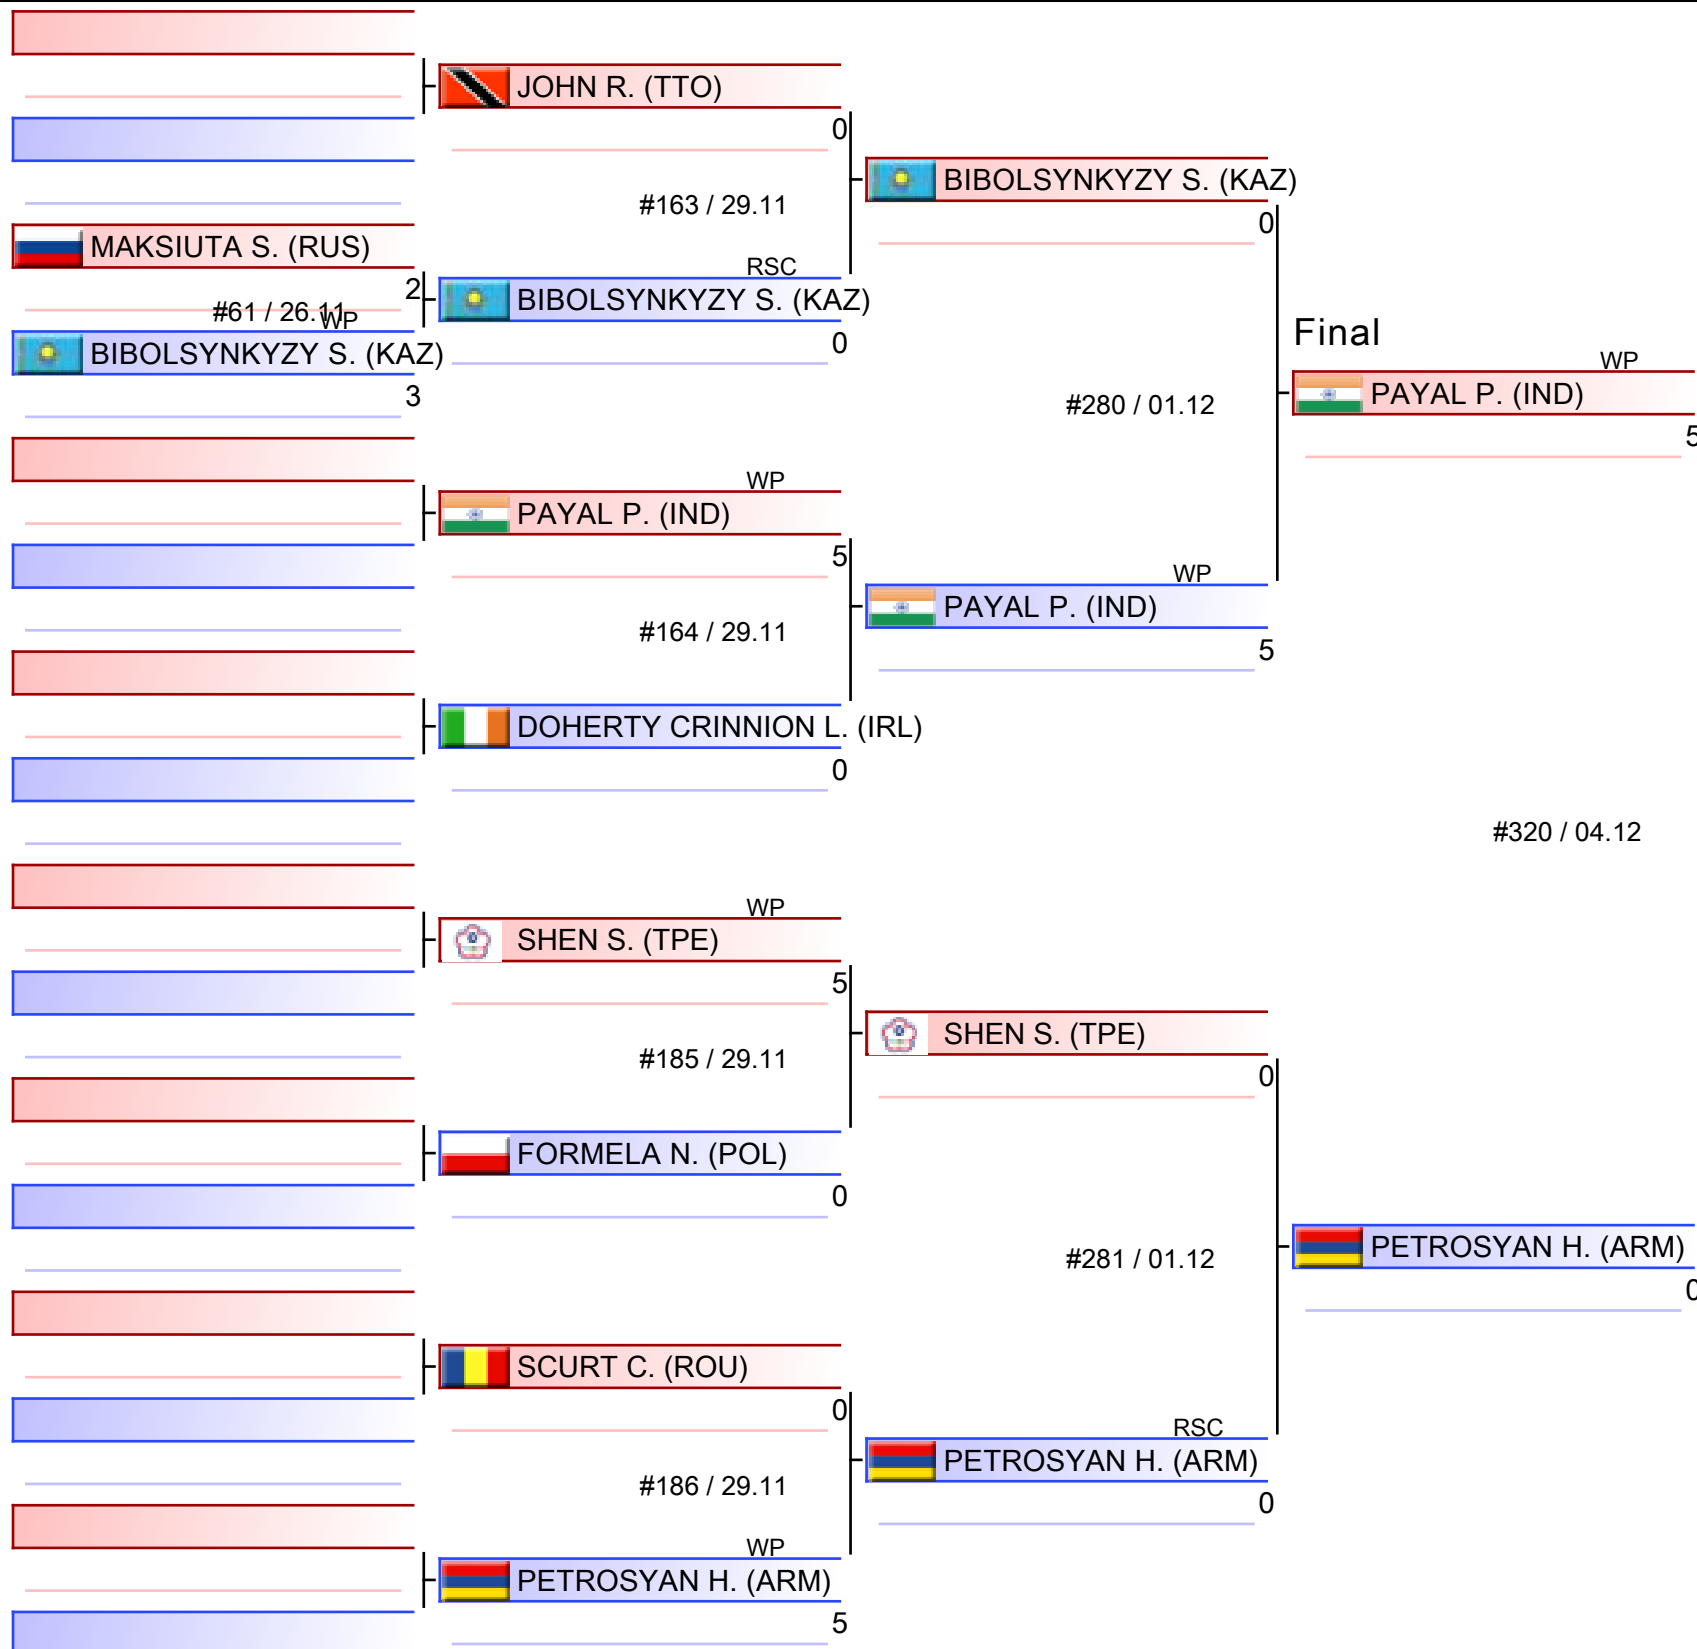 JOHN R. (TTO)
0
#163 / 29.11
MAKSIUTA S. (RUS)
2
#61 / 26.11
WP
BIBOLSYNKYZY S. (KAZ)
3
RSC
BIBOLSYNKYZY S. (KAZ)
0
BIBOLSYNKYZY S. (KAZ)
0
#280 / 01.12
Final
WP
PAYAL P. (IND)
5
WP
PAYAL P. (IND)
5
#164 / 29.11
WP
PAYAL P. (IND)
5
DOHERTY CRINNION L. (IRL)
0
#320 / 04.12
WP
SHEN S. (TPE)
5
#185 / 29.11
SHEN S. (TPE)
0
FORMELA N. (POL)
0
#281 / 01.12
PETROSYAN H. (ARM)
0
SCURT C. (ROU)
0
#186 / 29.11
RSC
PETROSYAN H. (ARM)
0
WP
PETROSYAN H. (ARM)
5